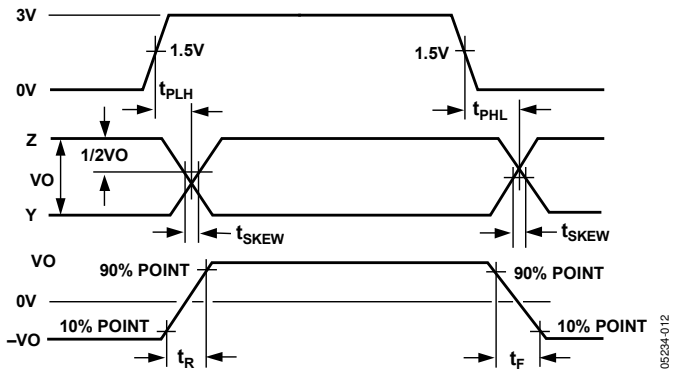 3V
1.5V
1.5V
0V
tPLH
tPHL
Z
1/2VO
VO
Y
tSKEW
tSKEW
VO
90% POINT
90% POINT
0V
10% POINT
10% POINT
–VO
tR
tF
05234-012